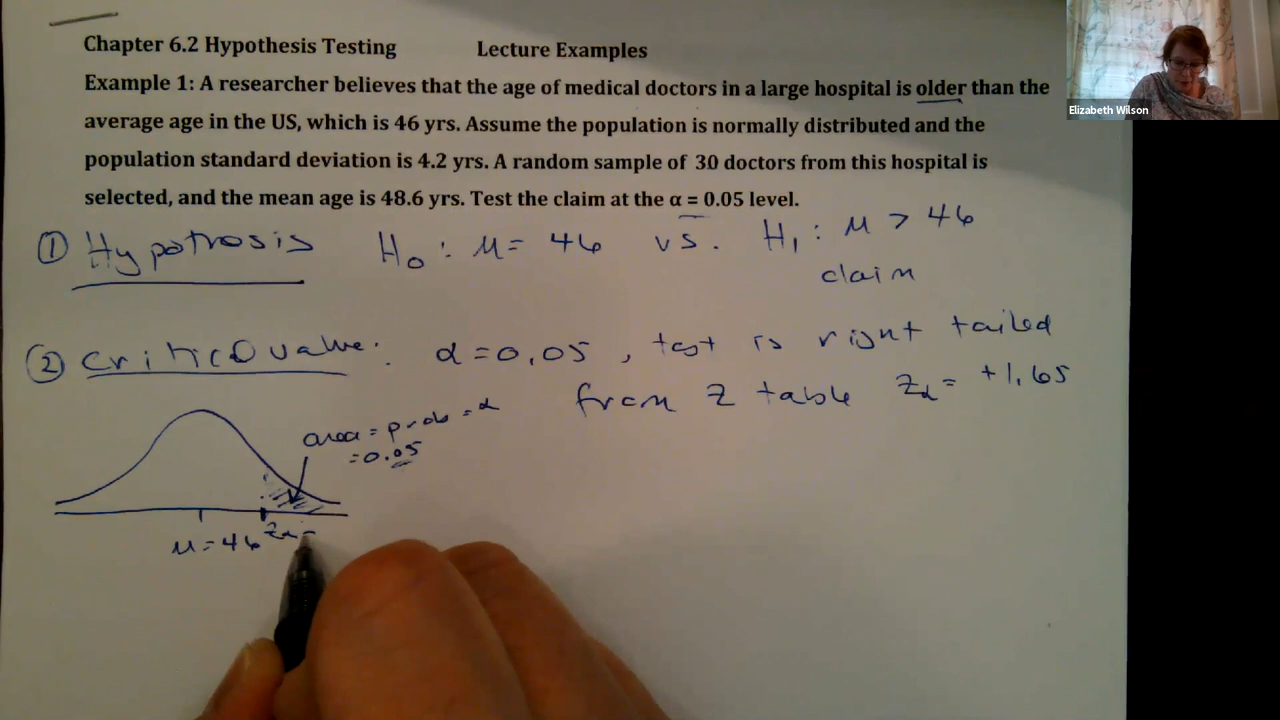 Chapter 6.2 Hypothesis Testing Lecture Examples
Example 1: A researcher believes that the age of medical doctors in a large hospital is older than the
average age in the US, which is 46 yrs. Assume the population is normally distributed and the
population standard deviation is 4.2 yrs. A random sample of 30 doctors from this hospital is
selected, and the mean age is 48.6 yrs. Test the claim at the α = 0.05 level.
Elizabeth Wilson
① Hypothosis H₀ : μ = 46 vs. H₁ : μ > 46
claim
② Critical value: α = 0.05, test is right tailed
from Z table Zα = +1.65
area = prob = α
= 0.05
μ = 46 Zα =